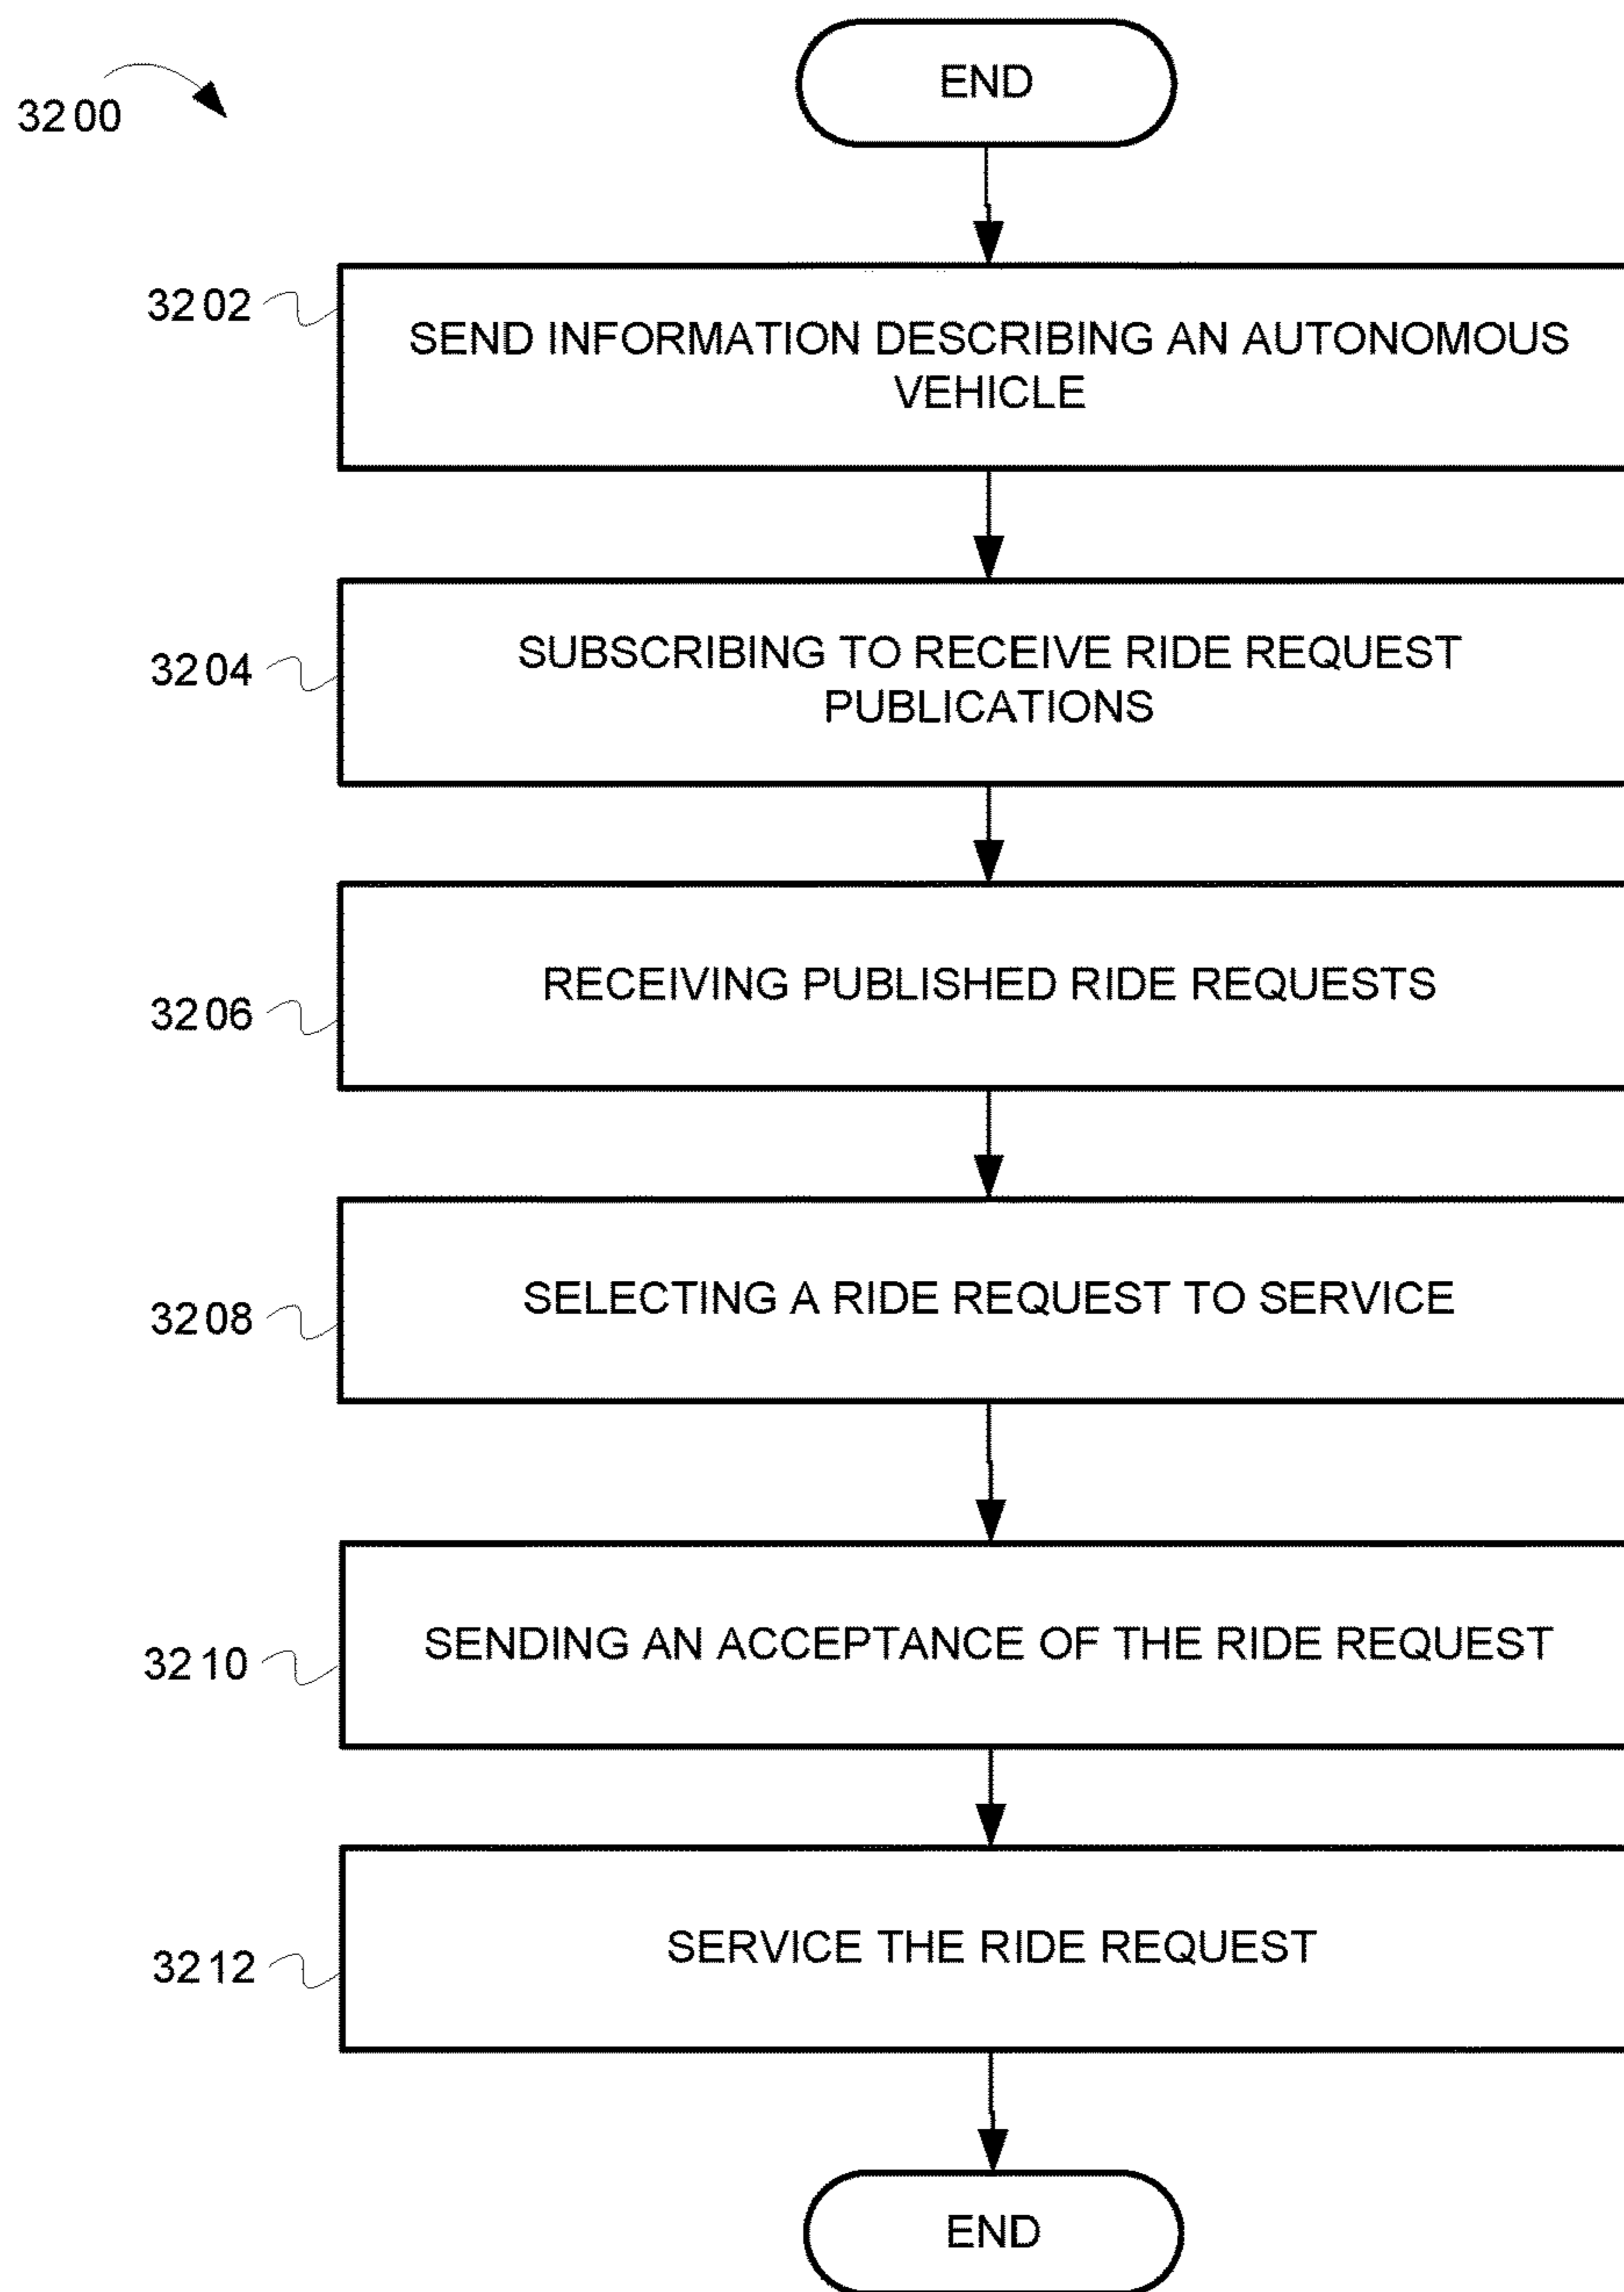 3200
END
3202
SEND INFORMATION DESCRIBING AN AUTONOMOUS
VEHICLE
3204
SUBSCRIBING TO RECEIVE RIDE REQUEST
PUBLICATIONS
3206
RECEIVING PUBLISHED RIDE REQUESTS
3208
SELECTING A RIDE REQUEST TO SERVICE
3210
SENDING AN ACCEPTANCE OF THE RIDE REQUEST
3212
SERVICE THE RIDE REQUEST
END